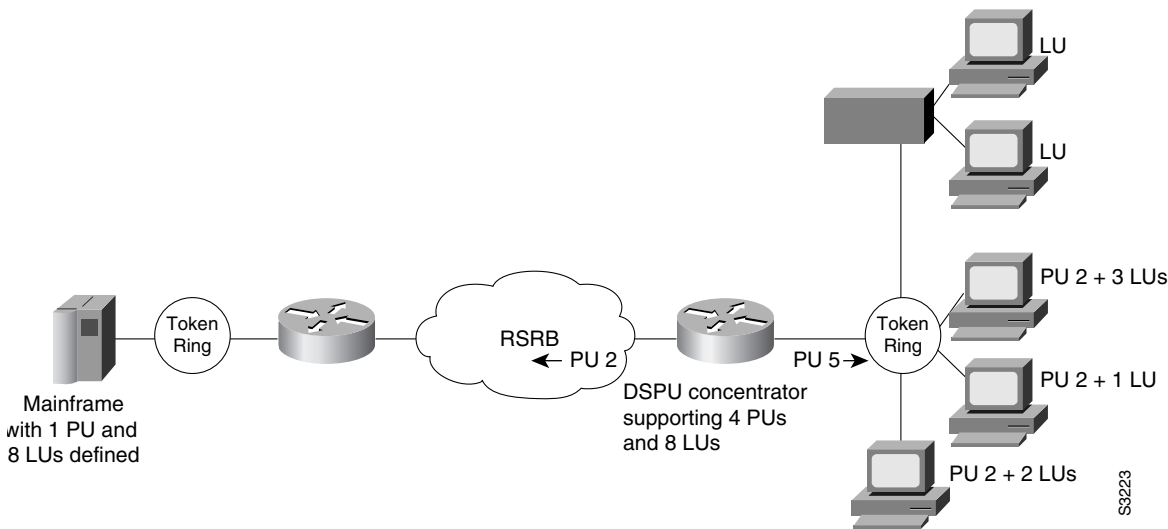 LU
LU
PU 2 + 3 LUs
Token
Ring
RSRB
PU 2
PU 5
Token
Ring
PU 2 + 1 LU
Mainframe
with 1 PU and
8 LUs defined
DSPU concentrator
supporting 4 PUs
and 8 LUs
PU 2 + 2 LUs
S3223